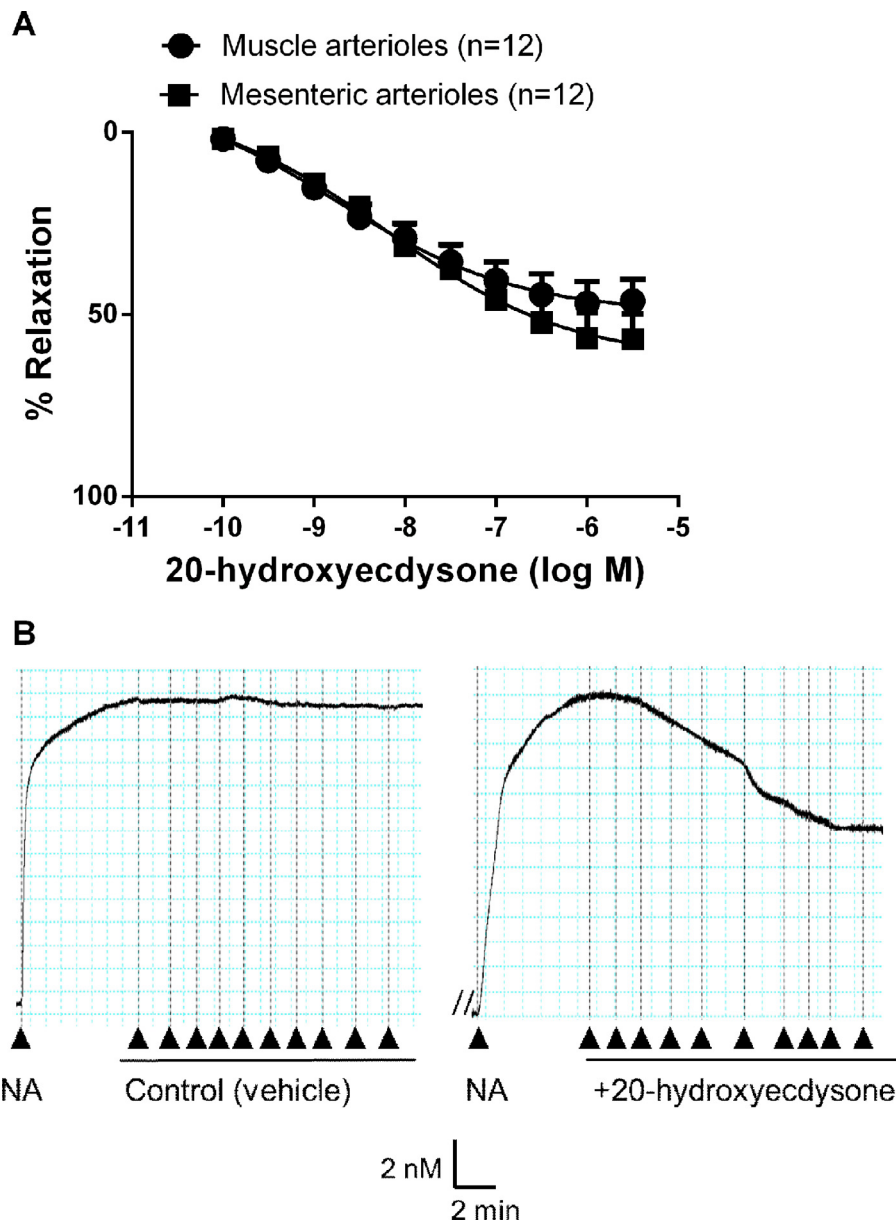 A
Muscle arterioles (n=12)
Mesenteric arterioles (n=12)
0
50
100
% Relaxation
-11 -10 -9 -8 -7 -6 -5
20-hydroxyecdysone (log M)
B
//
NA Control (vehicle) NA +20-hydroxyecdysone
2 nM
2 min